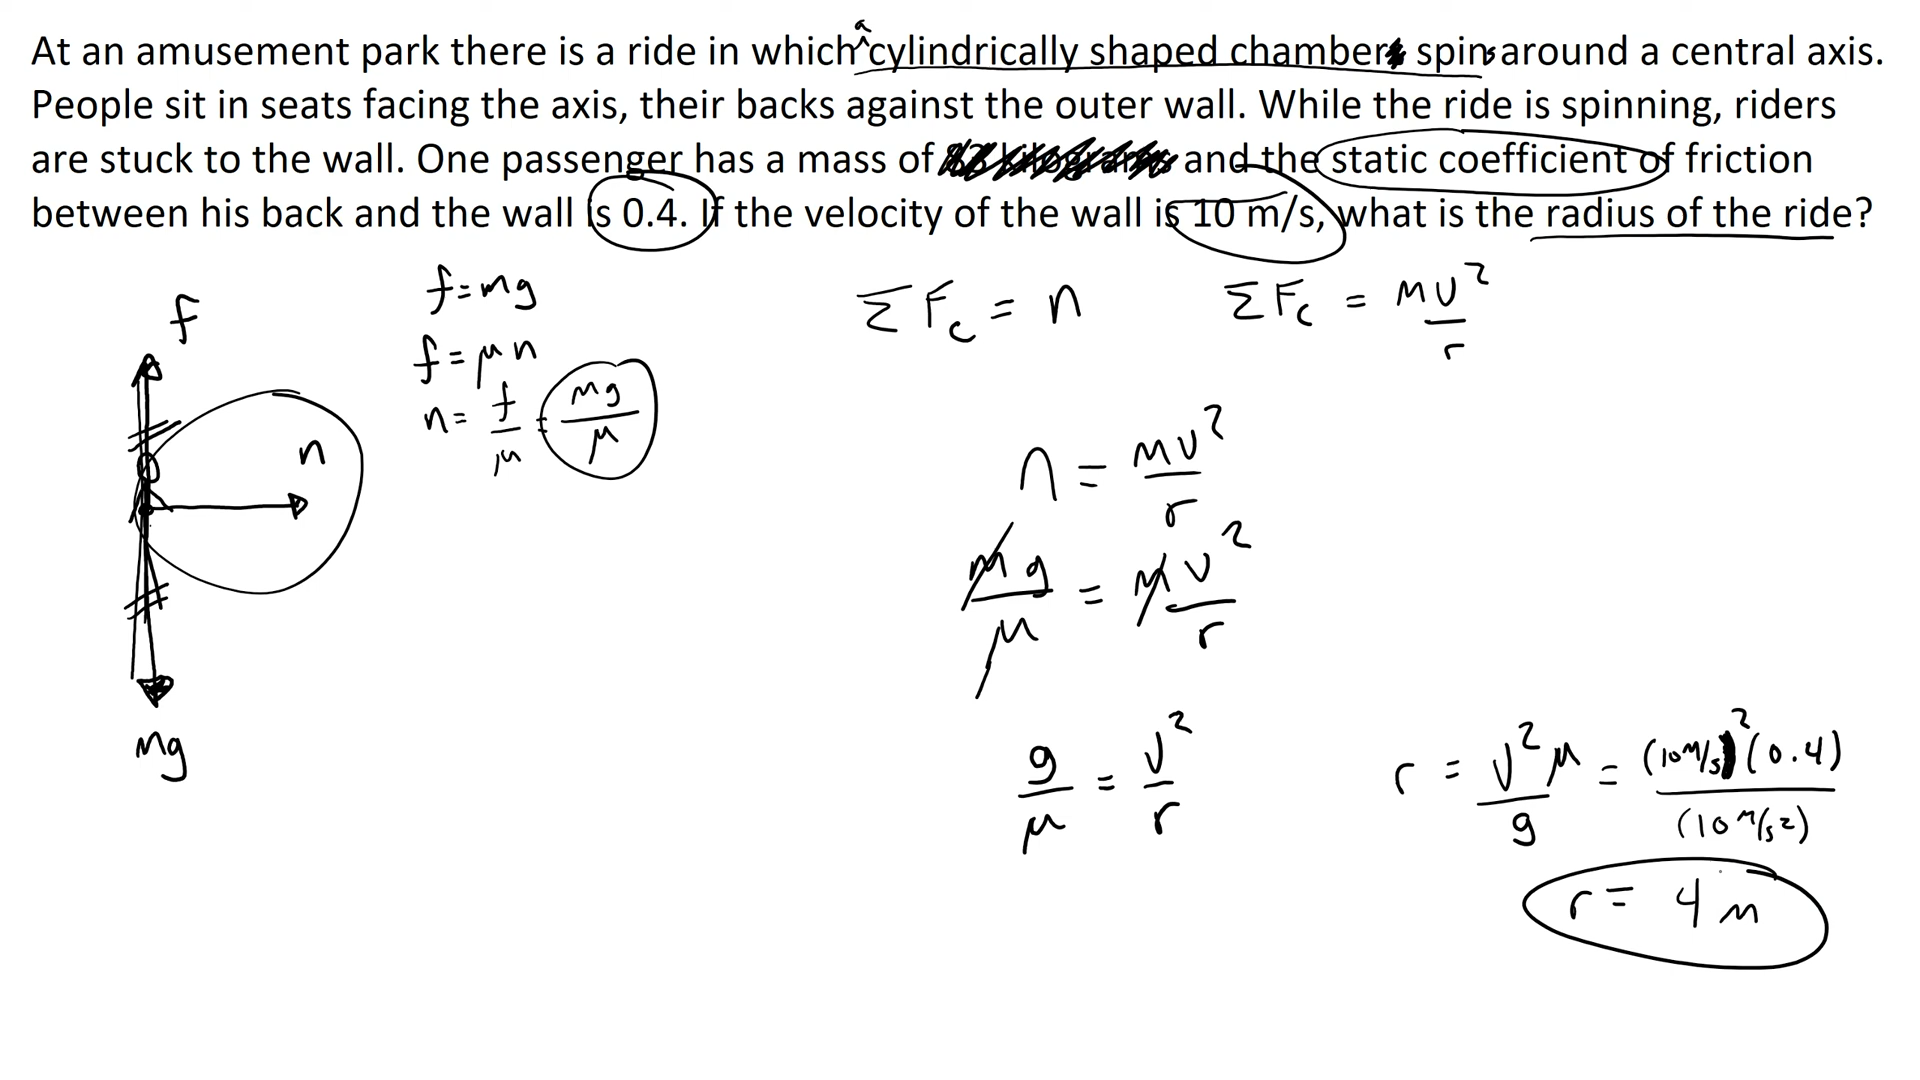 At an amusement park there is a ride in which a cylindrically shaped chamber spins around a central axis.
People sit in seats facing the axis, their backs against the outer wall. While the ride is spinning, riders
are stuck to the wall. One passenger has a mass of and the static coefficient of friction
between his back and the wall is 0.4. If the velocity of the wall is 10 m/s, what is the radius of the ride?
f
n
mg
f = mg
f = μn
n = f/μ = mg/μ
ΣFc = n
ΣFc = mv²/r
n = mv²/r
mg/μ = mv²/r
g/μ = v²/r
r = v²μ/g = (10 m/s)²(0.4)/(10 m/s²)
r = 4 m